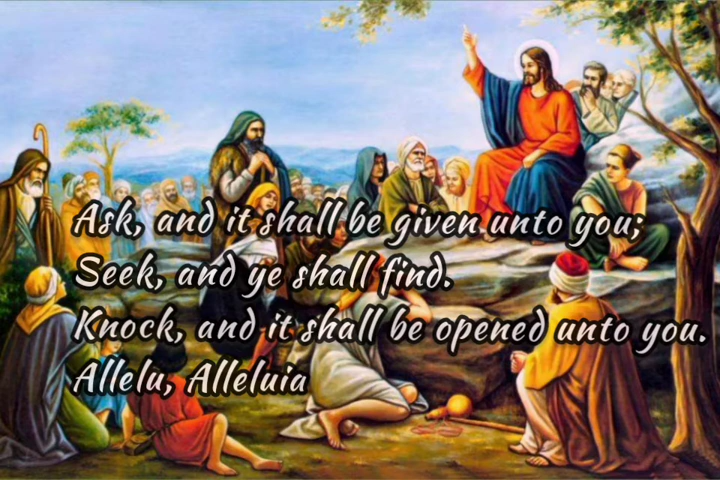 Ask, and it shall be given unto you;
Seek, and ye shall find.
Knock, and it shall be opened unto you.
Allelu, Alleluia